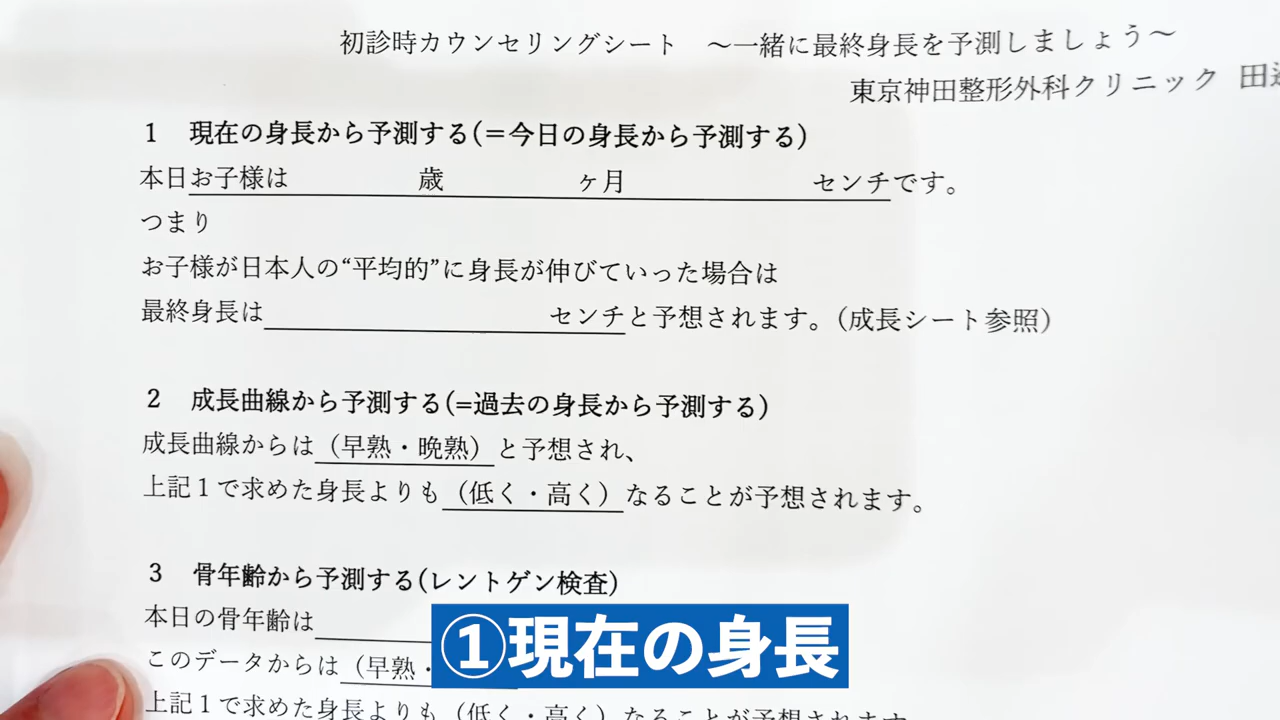 初診時カウンセリングシート ～一緒に最終身長を予測しましょう～
東京神田整形外科クリニック 田
1 現在の身長から予測する(＝今日の身長から予測する)
本日お子様は 歳 ヶ月 センチです。
つまり
お子様が日本人の“平均的”に身長が伸びていった場合は
最終身長は センチと予想されます。(成長シート参照)
2 成長曲線から予測する(=過去の身長から予測する)
成長曲線からは（早熟・晩熟）と予想され、
上記１で求めた身長よりも（低く・高く）なることが予想されます。
3 骨年齢から予測する(レントゲン検査)
本日の骨年齢は
このデータからは（早熟・
上記１で求めた身長よりも（低く・高く）なることが予想されます
①現在の身長